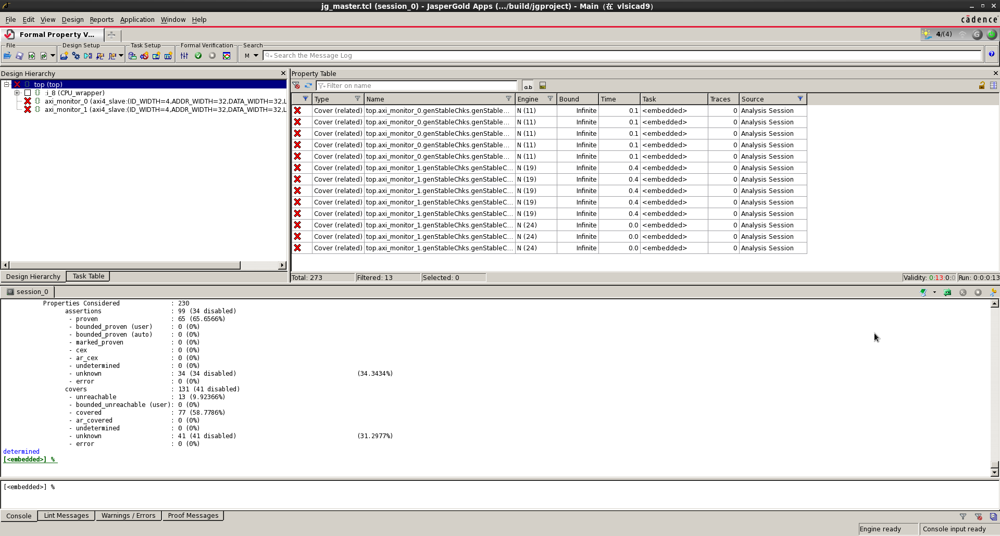 jg_master.tcl (session_0) - JasperGold Apps (.../build/jgproject) - Main (在 vlsicad9)
File Edit View Design Reports Application Window Help
cādence
Formal Property V...
4/(4)
File Design Setup Task Setup Formal Verification Search
M Search the Message Log
Design Hierarchy
top (top)
:i_8 (CPU_wrapper)
axi_monitor_0 (axi4_slave:(ID_WIDTH=4,ADDR_WIDTH=32,DATA_WIDTH=32,L
axi_monitor_1 (axi4_slave:(ID_WIDTH=4,ADDR_WIDTH=32,DATA_WIDTH=32,L
Design Hierarchy Task Table
Property Table
Filter on name
a.b
Type Name Engine Bound Time Task Traces Source
Cover (related) top.axi_monitor_0.genStableChks.genStable... N (11) Infinite 0.1 <embedded> 0 Analysis Session
Cover (related) top.axi_monitor_0.genStableChks.genStable... N (11) Infinite 0.1 <embedded> 0 Analysis Session
Cover (related) top.axi_monitor_0.genStableChks.genStable... N (11) Infinite 0.1 <embedded> 0 Analysis Session
Cover (related) top.axi_monitor_0.genStableChks.genStable... N (11) Infinite 0.1 <embedded> 0 Analysis Session
Cover (related) top.axi_monitor_0.genStableChks.genStable... N (11) Infinite 0.1 <embedded> 0 Analysis Session
Cover (related) top.axi_monitor_1.genStableChks.genStableC... N (19) Infinite 0.4 <embedded> 0 Analysis Session
Cover (related) top.axi_monitor_1.genStableChks.genStableC... N (19) Infinite 0.4 <embedded> 0 Analysis Session
Cover (related) top.axi_monitor_1.genStableChks.genStableC... N (19) Infinite 0.4 <embedded> 0 Analysis Session
Cover (related) top.axi_monitor_1.genStableChks.genStableC... N (19) Infinite 0.4 <embedded> 0 Analysis Session
Cover (related) top.axi_monitor_1.genStableChks.genStableC... N (19) Infinite 0.4 <embedded> 0 Analysis Session
Cover (related) top.axi_monitor_1.genStableChks.genStableC... N (24) Infinite 0.0 <embedded> 0 Analysis Session
Cover (related) top.axi_monitor_1.genStableChks.genStableC... N (24) Infinite 0.0 <embedded> 0 Analysis Session
Cover (related) top.axi_monitor_1.genStableChks.genStableC... N (24) Infinite 0.0 <embedded> 0 Analysis Session
Total: 273 Filtered: 13 Selected: 0 Validity: 0:13:0:0 Run: 0:0:0:13
session_0
Properties Considered : 230
assertions : 99 (34 disabled)
- proven : 65 (65.6566%)
- bounded_proven (user) : 0 (0%)
- bounded_proven (auto) : 0 (0%)
- marked_proven : 0 (0%)
- cex : 0 (0%)
- ar_cex : 0 (0%)
- undetermined : 0 (0%)
- unknown : 34 (34 disabled) (34.3434%)
- error : 0 (0%)
covers : 131 (41 disabled)
- unreachable : 13 (9.92366%)
- bounded_unreachable (user): 0 (0%)
- covered : 77 (58.7786%)
- ar_covered : 0 (0%)
- undetermined : 0 (0%)
- unknown : 41 (41 disabled) (31.2977%)
- error : 0 (0%)
determined
[<embedded>] %
[<embedded>] %
Console Lint Messages Warnings / Errors Proof Messages
Engine ready Console input ready